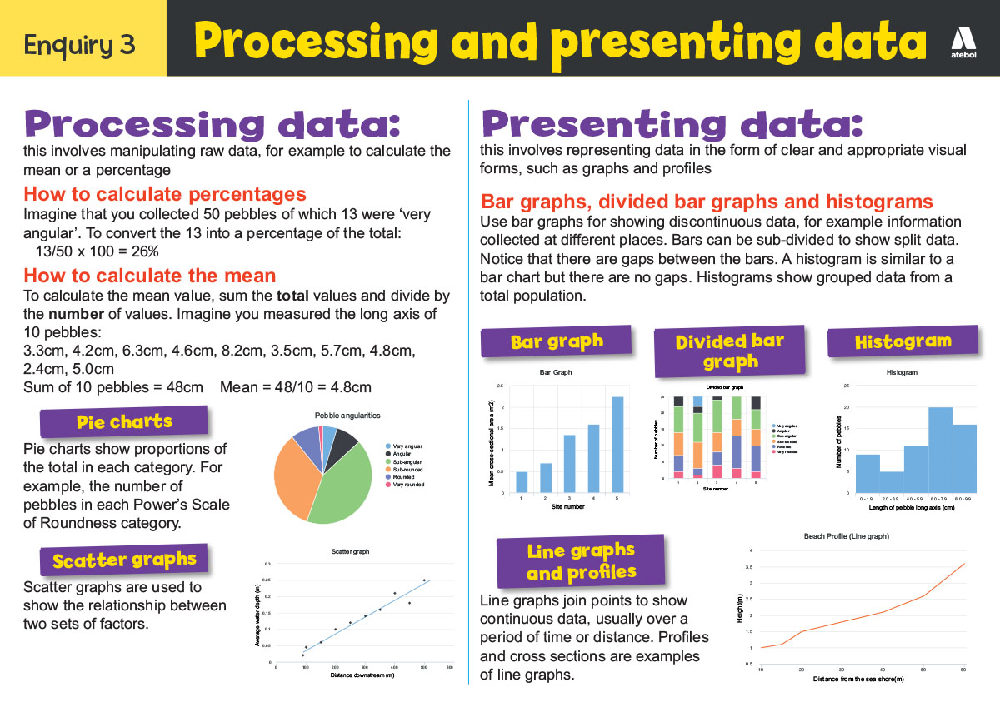 Enquiry 3
Processing and presenting data
atebol
Processing data:
this involves manipulating raw data, for example to calculate the
mean or a percentage
How to calculate percentages
Imagine that you collected 50 pebbles of which 13 were ‘very
angular’. To convert the 13 into a percentage of the total:
13/50 x 100 = 26%
How to calculate the mean
To calculate the mean value, sum the total values and divide by
the number of values. Imagine you measured the long axis of
10 pebbles:
3.3cm, 4.2cm, 6.3cm, 4.6cm, 8.2cm, 3.5cm, 5.7cm, 4.8cm,
2.4cm, 5.0cm
Sum of 10 pebbles = 48cm Mean = 48/10 = 4.8cm
Pie charts
Pie charts show proportions of
the total in each category. For
example, the number of
pebbles in each Power’s Scale
of Roundness category.
Pebble angularities
Very angular
Angular
Sub-angular
Sub-rounded
Rounded
Very rounded
Scatter graphs
Scatter graphs are used to
show the relationship between
two sets of factors.
Scatter graph
Average water depth (m)
0.3
0.25
0.2
0.15
0.1
0.05
0
0 100 200 300 400 500 600
Distance downstream (m)
Presenting data:
this involves representing data in the form of clear and appropriate visual
forms, such as graphs and profiles
Bar graphs, divided bar graphs and histograms
Use bar graphs for showing discontinuous data, for example information
collected at different places. Bars can be sub-divided to show split data.
Notice that there are gaps between the bars. A histogram is similar to a
bar chart but there are no gaps. Histograms show grouped data from a
total population.
Bar graph
Bar Graph
Mean cross-sectional area (m2)
2.5
2
1.5
1
0.5
0
1 2 3 4 5
Site number
Divided bar
graph
Divided bar graph
Number of pebbles
25
20
15
10
5
0
1 2 3 4 5
Site number
Very angular
Angular
Sub-angular
Sub-rounded
Rounded
Very rounded
Histogram
Histogram
Number of pebbles
25
20
15
10
5
0
0 - 1.9 2.0 - 3.9 4.0 - 5.9 6.0 - 7.9 8.0 - 9.9
Length of pebble long axis (cm)
Line graphs
and profiles
Line graphs join points to show
continuous data, usually over a
period of time or distance. Profiles
and cross sections are examples
of line graphs.
Beach Profile (Line graph)
Height(m)
4
3.5
3
2.5
2
1.5
1
0.5
10 20 30 40 50 60
Distance from the sea shore(m)